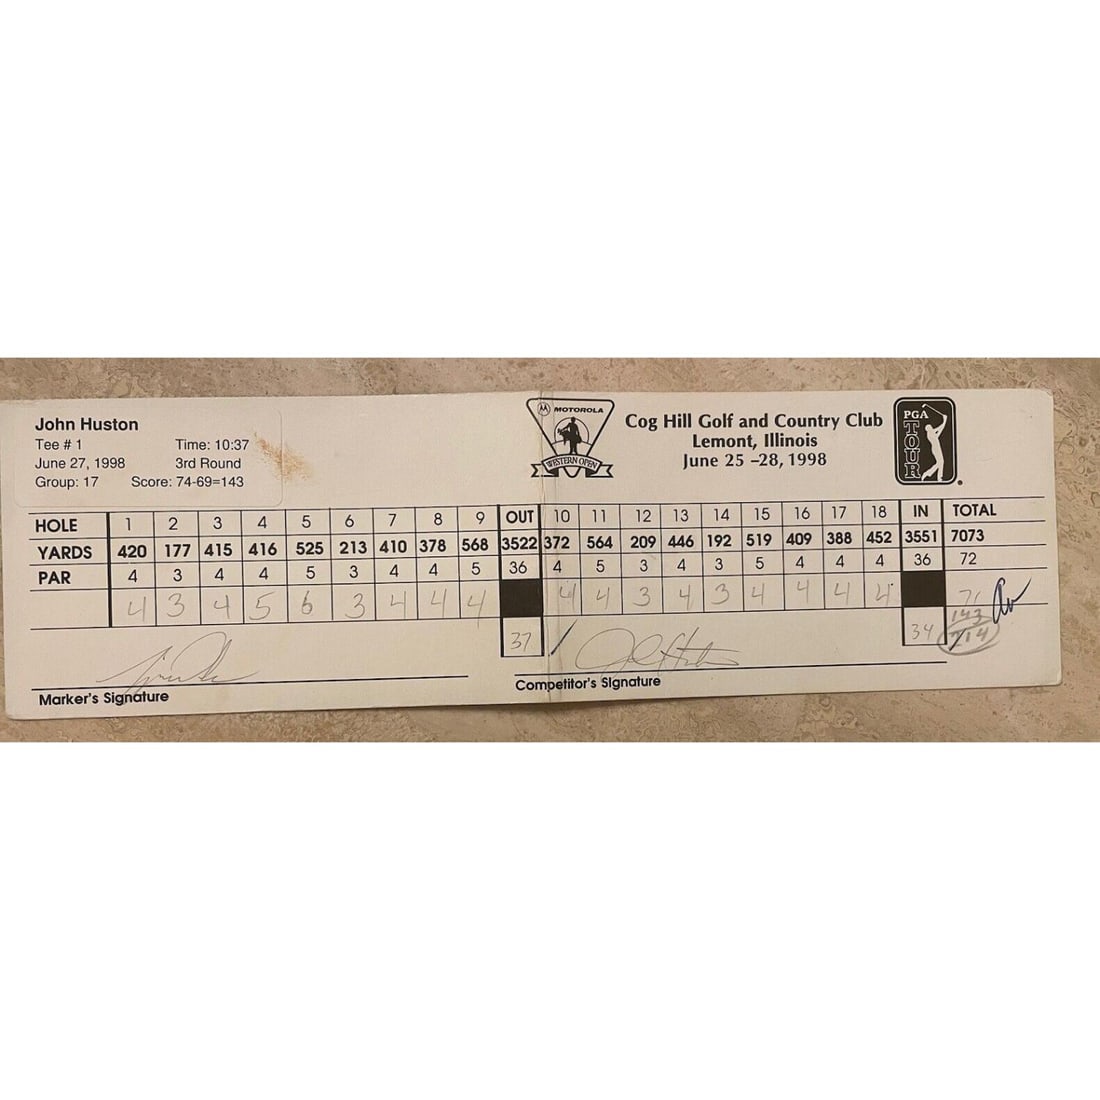 John Huston
Tee # 1 Time: 10:37
June 27, 1998 3rd Round
Group: 17 Score: 74-69=143
MOTOROLA
WESTERN OPEN
Cog Hill Golf and Country Club
Lemont, Illinois
June 25 –28, 1998
PGA TOUR
HOLE 1 2 3 4 5 6 7 8 9 OUT 10 11 12 13 14 15 16 17 18 IN TOTAL
YARDS 420 177 415 416 525 213 410 378 568 3522 372 564 209 446 192 519 409 388 452 3551 7073
PAR 4 3 4 4 5 3 4 4 5 36 4 5 3 4 3 5 4 4 4 36 72
4 3 4 5 6 3 4 4 4 4 4 3 4 3 4 4 4 4 71
143
37 34 214
Marker's Signature
Competitor's Signature